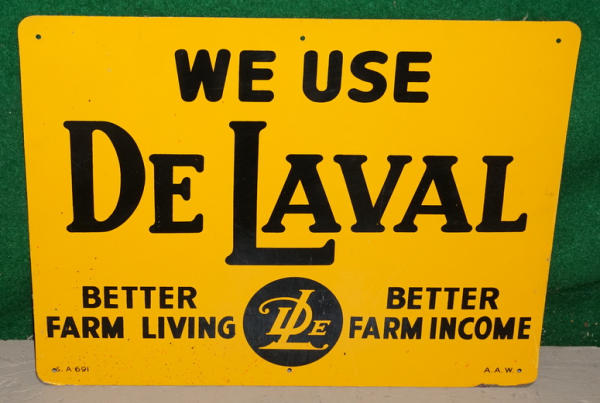 WE USE
DE LAVAL
BETTER FARM LIVING
DLE
BETTER FARM INCOME
S. A 691
A.A.W.